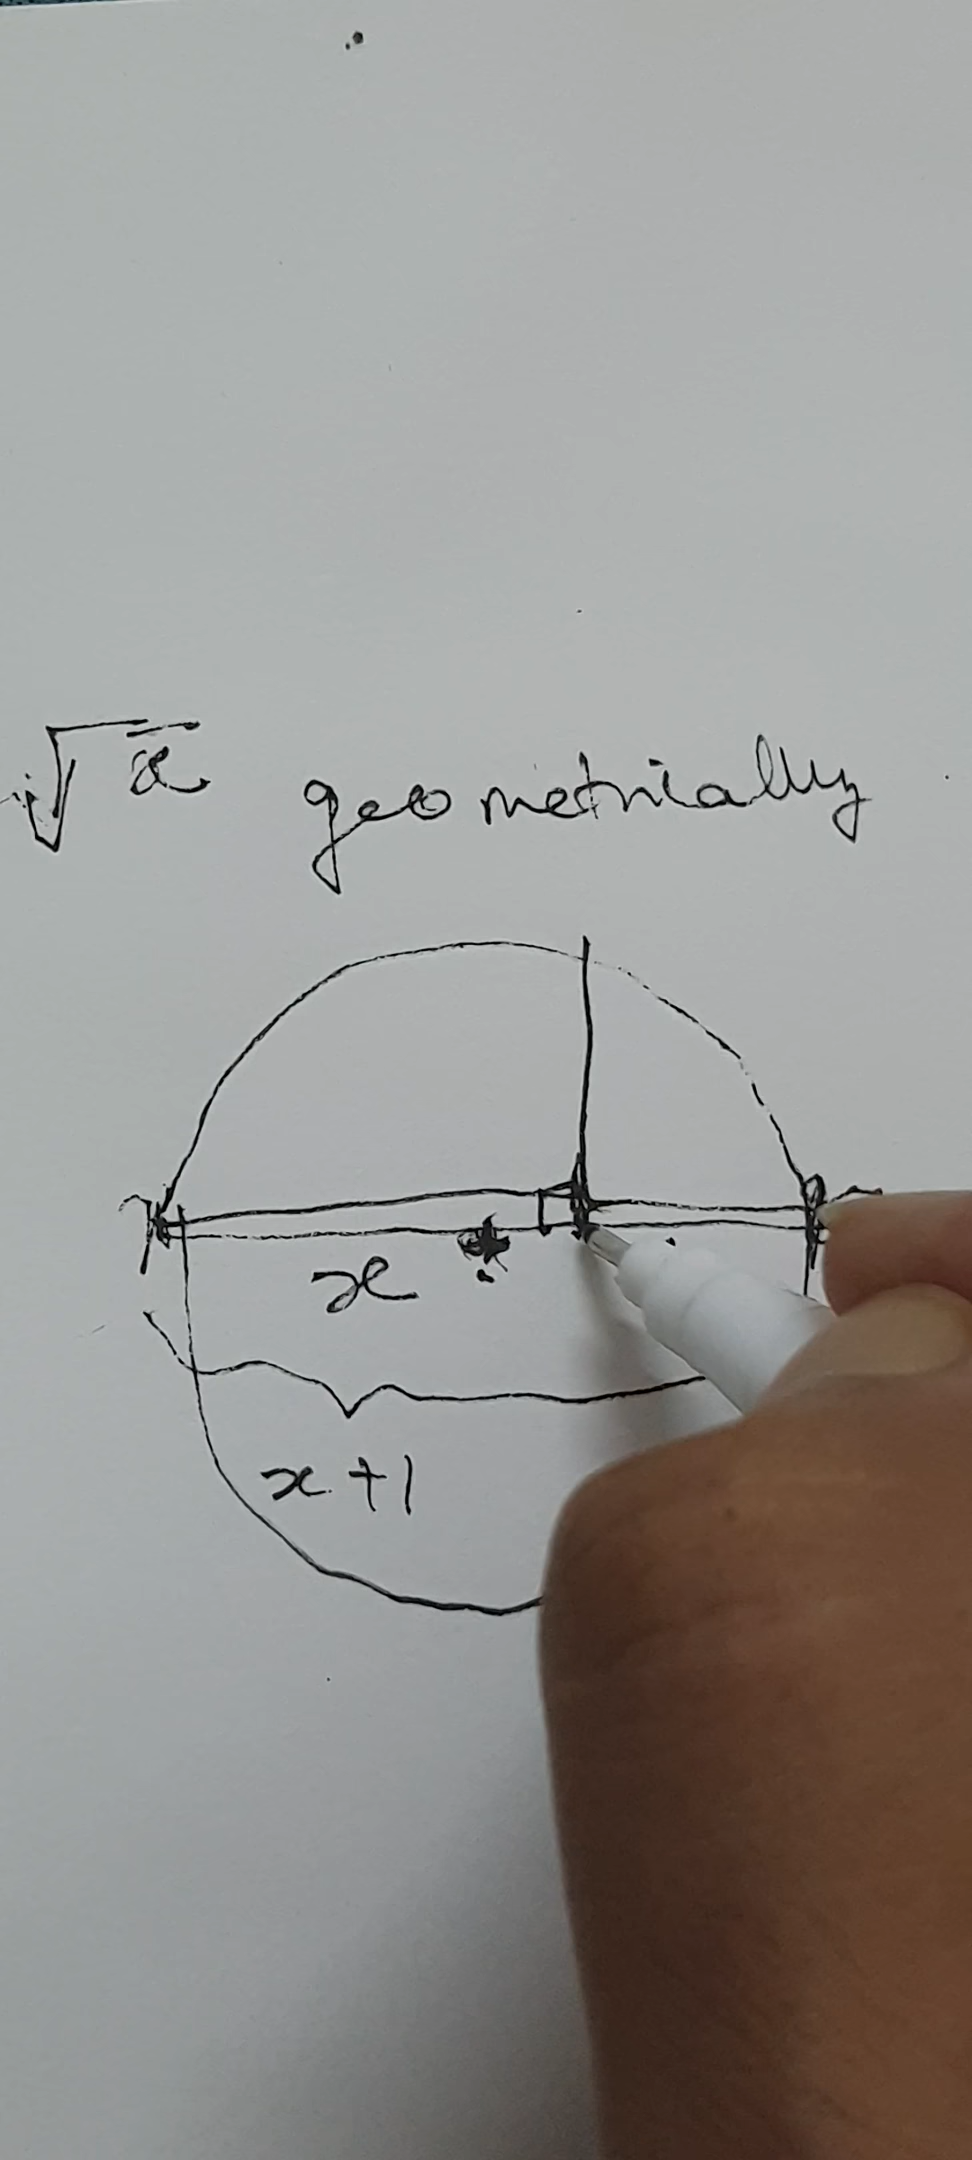 √x geometrically
x
x+1